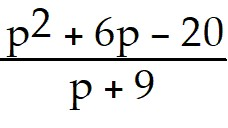 p² + 6p – 20
p + 9